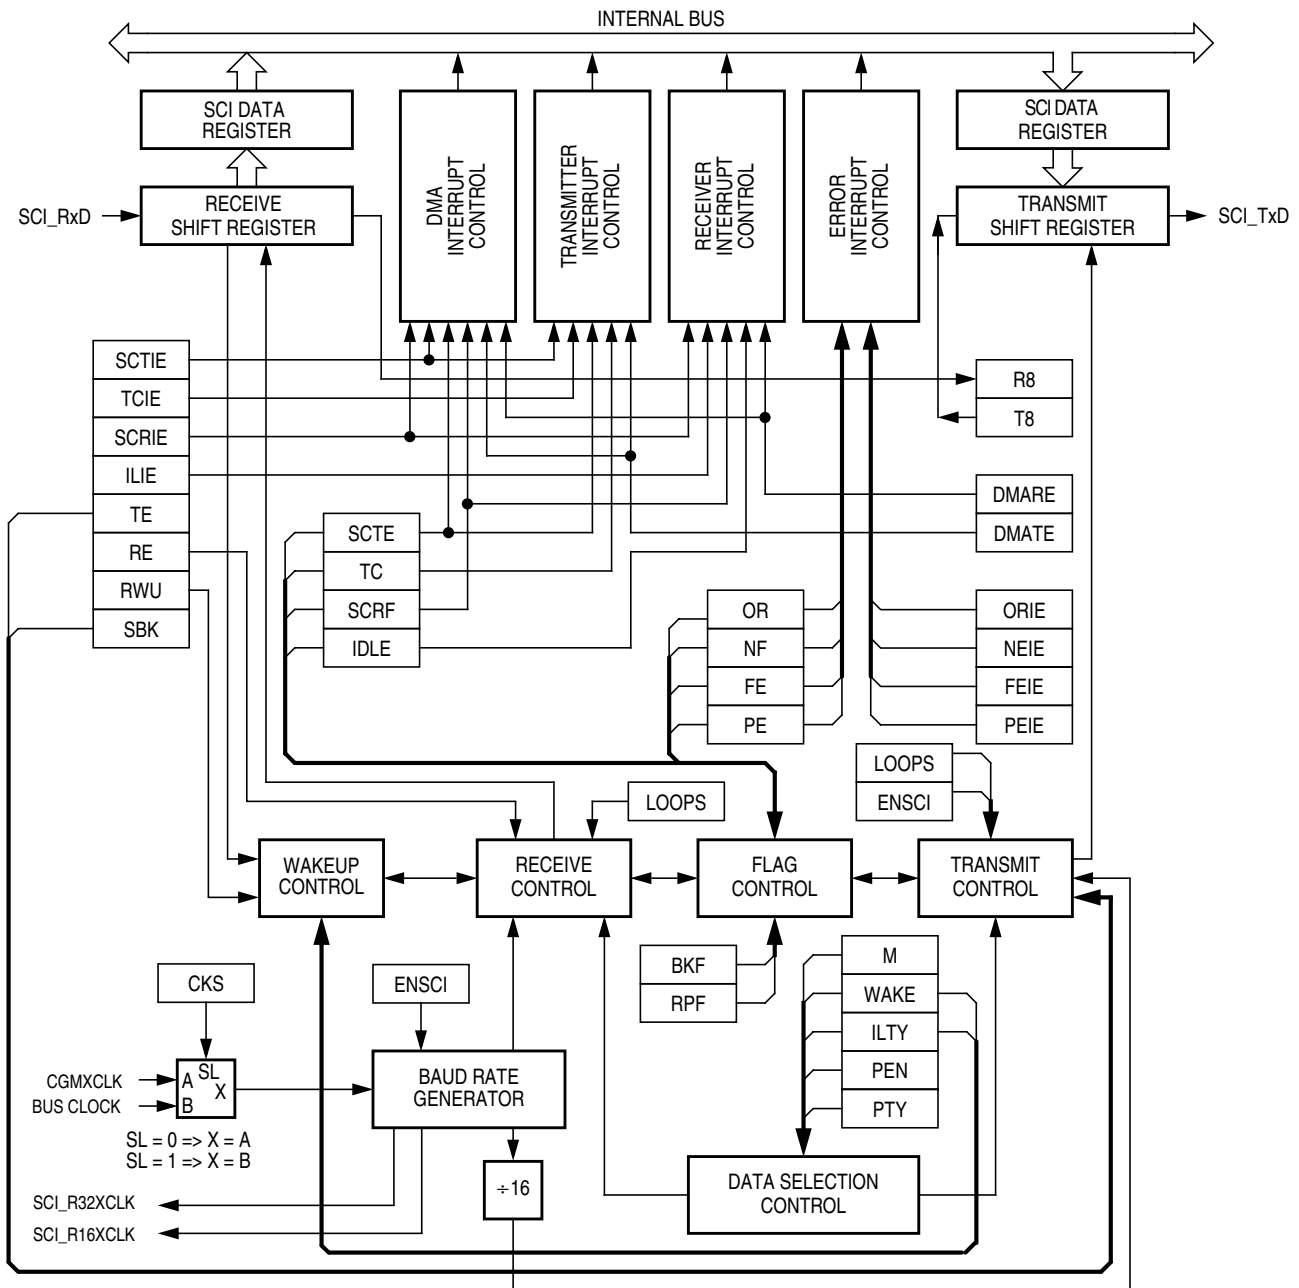 INTERNAL BUS
SCI DATA
REGISTER
DMA
INTERRUPT
CONTROL
TRANSMITTER
INTERRUPT
CONTROL
RECEIVER
INTERRUPT
CONTROL
ERROR
INTERRUPT
CONTROL
SCI DATA
REGISTER
SCI_RxD
RECEIVE
SHIFT REGISTER
TRANSMIT
SHIFT REGISTER
SCI_TxD
SCTIE
TCIE
SCRIE
ILIE
TE
RE
RWU
SBK
R8
T8
DMARE
DMATE
SCTE
TC
SCRF
IDLE
OR
NF
FE
PE
ORIE
NEIE
FEIE
PEIE
LOOPS
ENSCI
LOOPS
WAKEUP
CONTROL
RECEIVE
CONTROL
FLAG
CONTROL
TRANSMIT
CONTROL
BKF
RPF
M
WAKE
ILTY
PEN
PTY
CKS
ENSCI
CGMXCLK
BUS CLOCK
A
B
SL
X
SL = 0 => X = A
SL = 1 => X = B
BAUD RATE
GENERATOR
÷16
DATA SELECTION
CONTROL
SCI_R32XCLK
SCI_R16XCLK